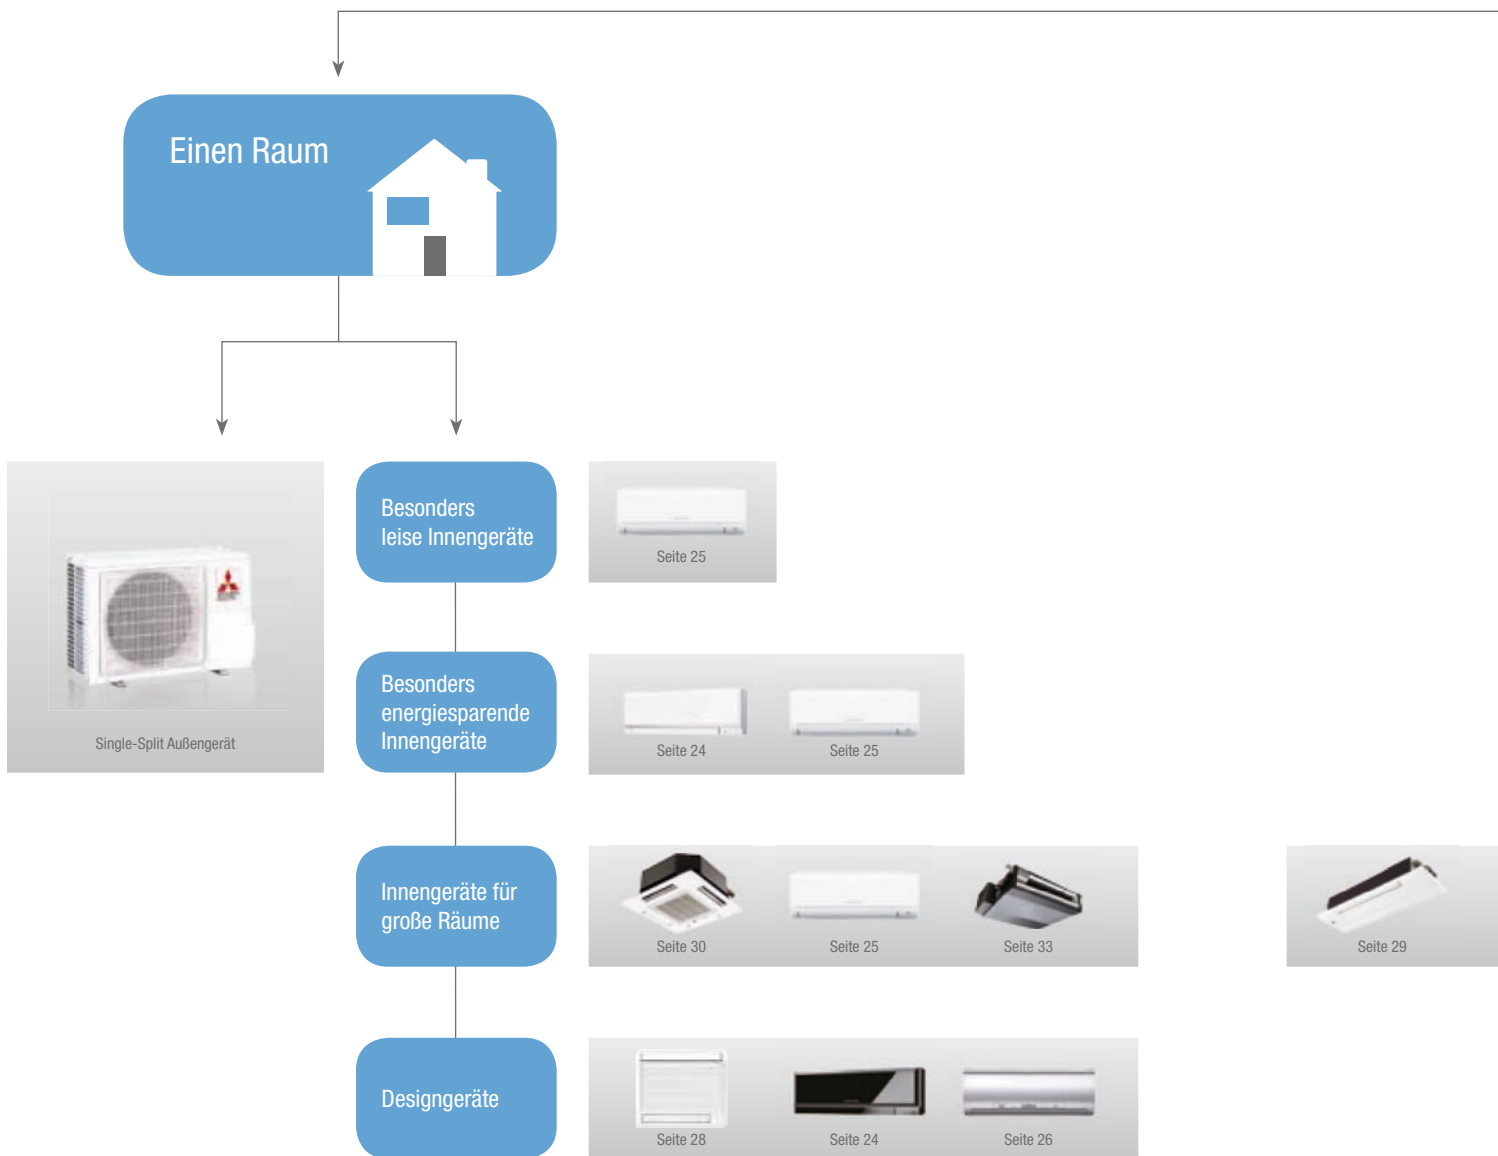 Einen Raum
Single-Split Außengerät
Besonders
leise Innengeräte
Seite 25
Besonders
energiesparende
Innengeräte
Seite 24
Seite 25
Innengeräte für
große Räume
Seite 30
Seite 25
Seite 33
Seite 29
Designgeräte
Seite 28
Seite 24
Seite 26